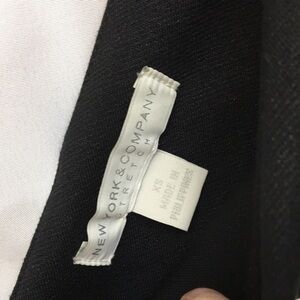 NEW YORK & COMPANY
STRETCH
XS
MADE IN
PHILIPPINES